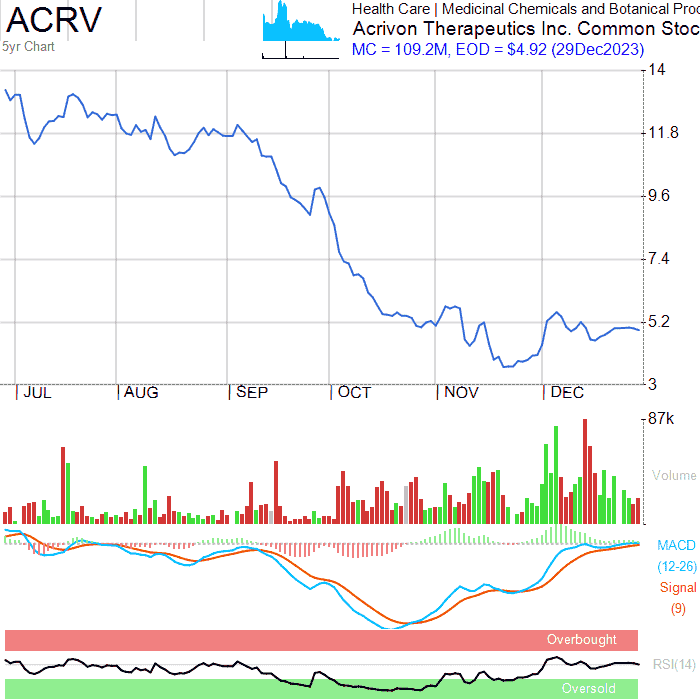 ACRV
5yr Chart
Health Care | Medicinal Chemicals and Botanical Proc
Acrivon Therapeutics Inc. Common Stoc
MC = 109.2M, EOD = $4.92 (29Dec2023)
14
11.8
9.6
7.4
5.2
3
JUL AUG SEP OCT NOV DEC
87k
Volume
MACD
(12-26)
Signal
(9)
Overbought
RSI(14)
Oversold